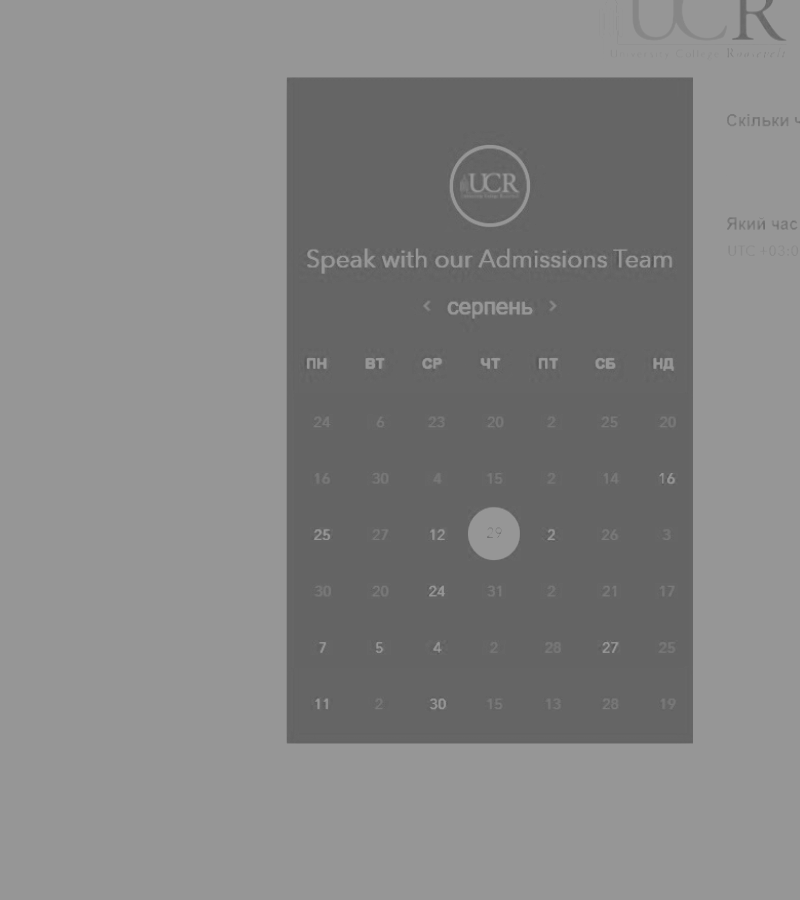 UCR
University College Roosevelt
Скільки ч
UCR
Який час
UTC +03:0
Speak with our Admissions Team
< серпень >
ПН ВТ СР ЧТ ПТ СБ НД
24 6 23 20 2 25 20
16 30 4 15 2 14 16
25 27 12 29 2 26 3
30 20 24 31 2 21 17
7 5 4 2 28 27 25
11 2 30 15 13 28 19